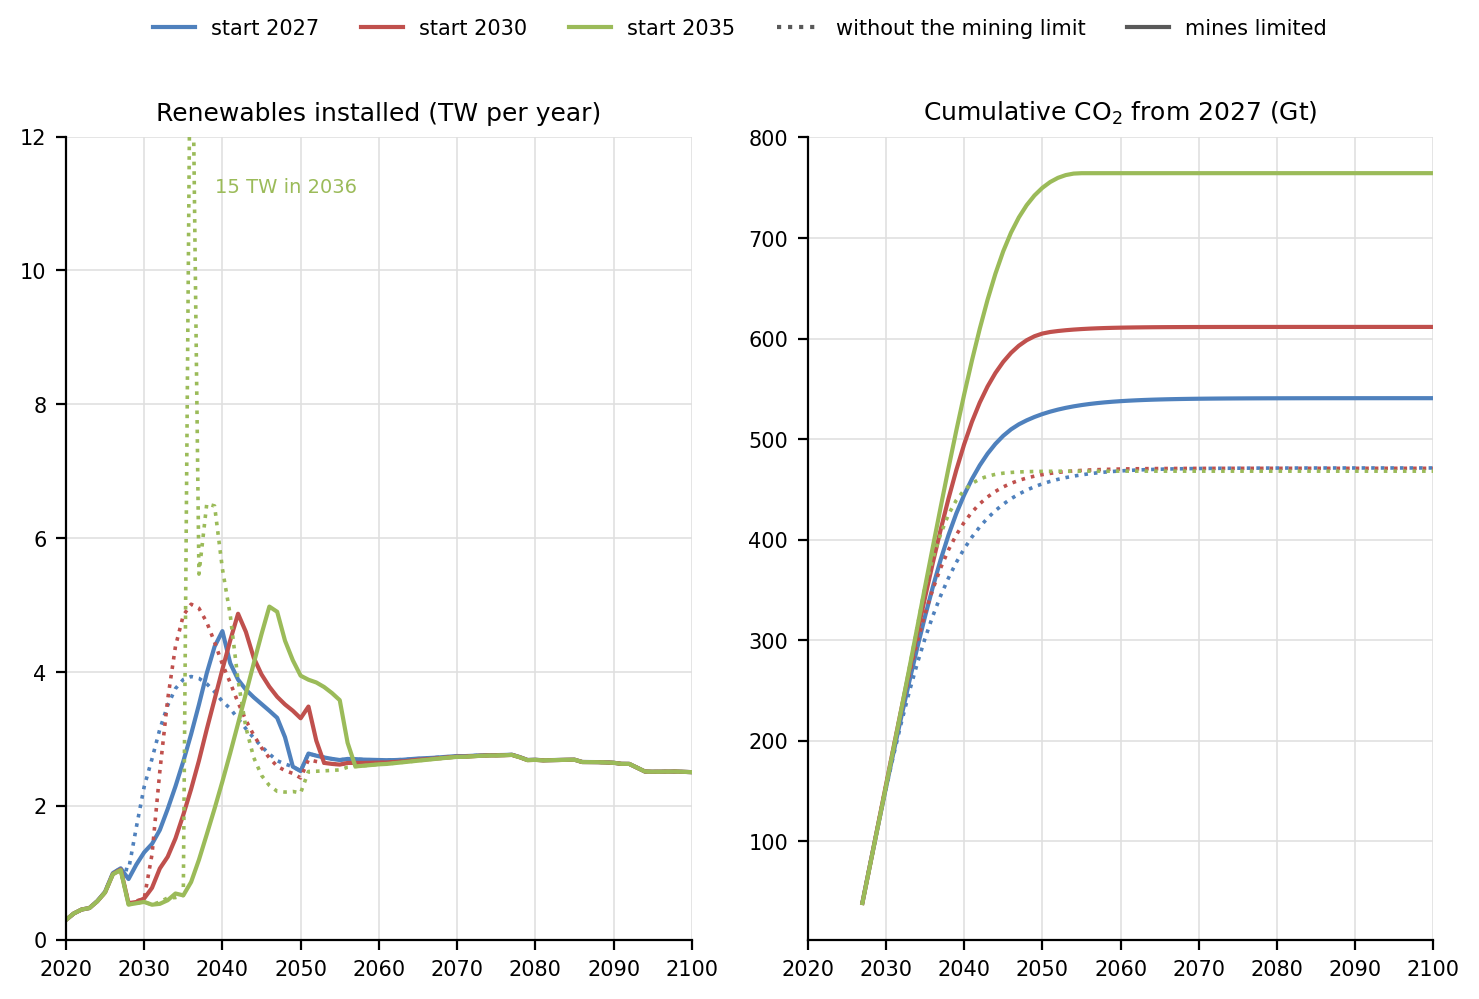 start 2027 start 2030 start 2035 without the mining limit mines limited
Renewables installed (TW per year)
12
10
8
6
4
2
0
15 TW in 2036
2020 2030 2040 2050 2060 2070 2080 2090 2100
Cumulative CO₂ from 2027 (Gt)
800
700
600
500
400
300
200
100
2020 2030 2040 2050 2060 2070 2080 2090 2100